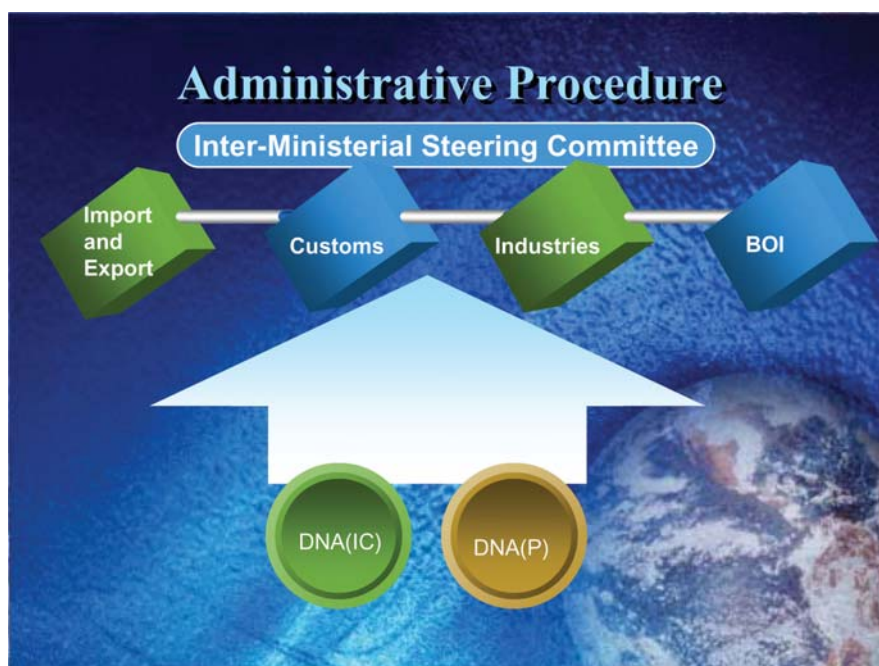 Administrative Procedure
Inter-Ministerial Steering Committee
Import
and
Export
Customs
Industries
BOI
DNA(IC)
DNA(P)